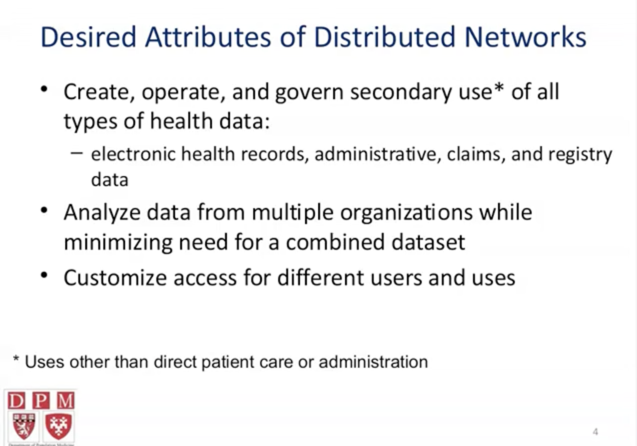 Desired Attributes of Distributed Networks
• Create, operate, and govern secondary use* of all
types of health data:
– electronic health records, administrative, claims, and registry
data
• Analyze data from multiple organizations while
minimizing need for a combined dataset
• Customize access for different users and uses
* Uses other than direct patient care or administration
DPM
4